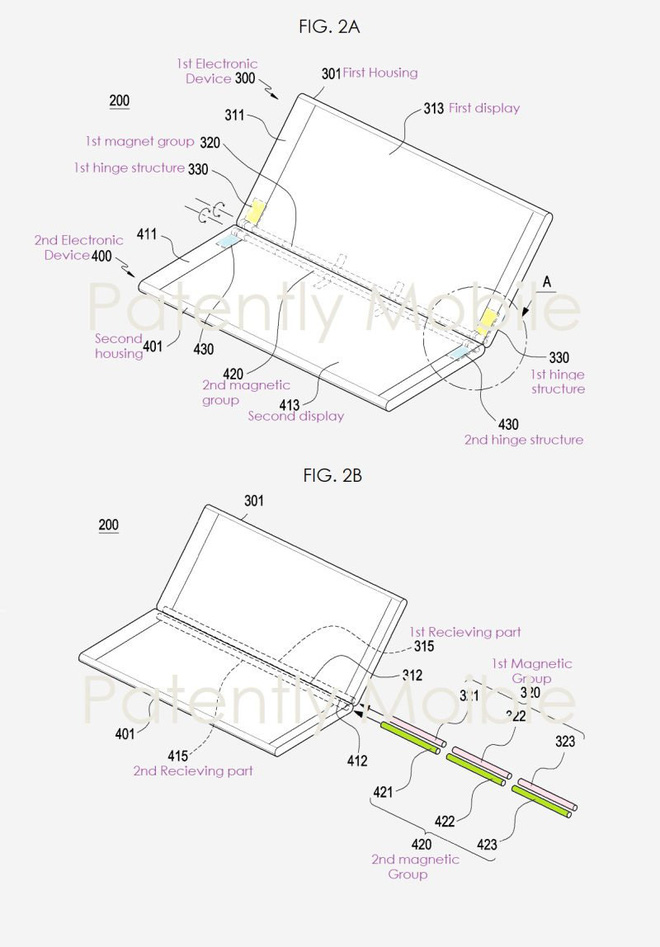 FIG. 2A
1st Electronic
Device 300
301 First Housing
200
311
313 First display
1st magnet group 320
1st hinge structure 330
2nd Electronic
Device 400
411
A
Patently Mobile
Second
housing 401
430
420
2nd magnetic
group
413
Second display
330
1st hinge
structure
430
2nd hinge structure
FIG. 2B
301
200
1st Recieving part
315
312
1st Magnetic
Group
320
Patently Moible
321
322
323
401
415
2nd Recieving part
412
421
422
423
420
2nd magnetic
Group